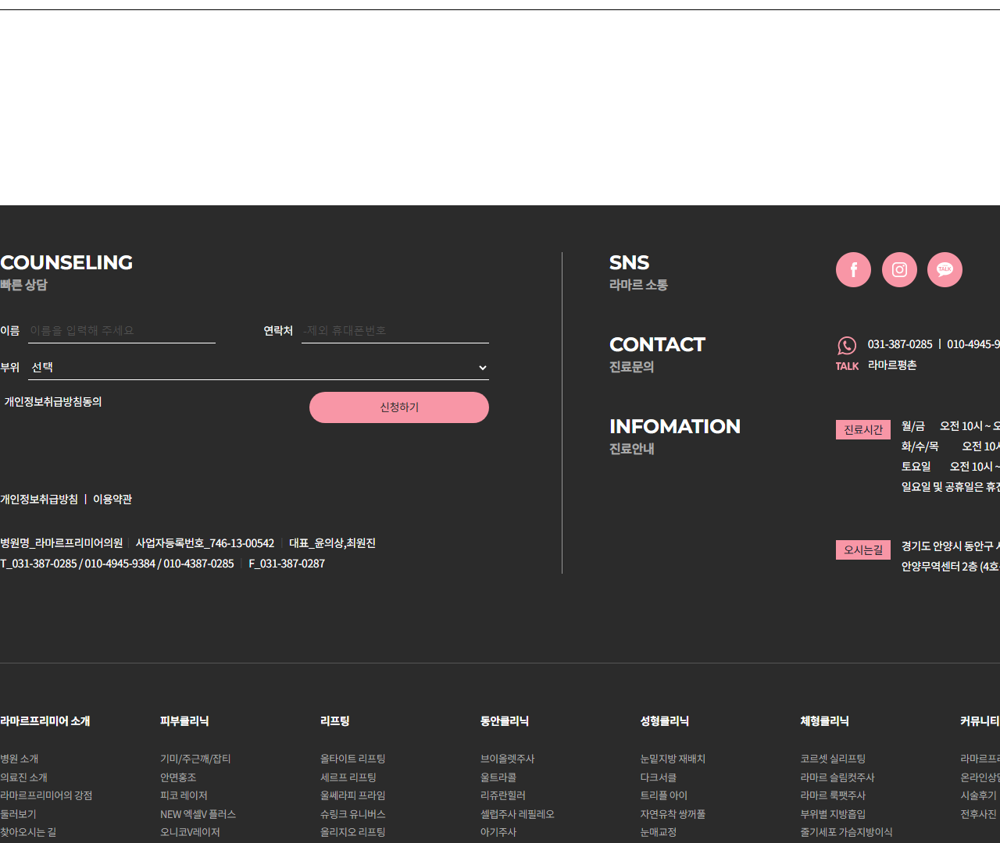 COUNSELING
빠른 상담
이름 이름을 입력해 주세요 연락처 -제외 휴대폰번호
부위 선택
개인정보취급방침동의 신청하기
개인정보취급방침 | 이용약관
병원명_라마르프리미어의원 | 사업자등록번호_746-13-00542 | 대표_윤의상,최원진
T_031-387-0285 / 010-4945-9384 / 010-4387-0285 | F_031-387-0287
SNS
라마르 소통
TALK
CONTACT
진료문의
031-387-0285 | 010-4945-9
TALK 라마르평촌
INFOMATION
진료안내
진료시간 월/금 오전 10시 ~ 오
화/수/목 오전 10시
토요일 오전 10시 ~
일요일 및 공휴일은 휴진
오시는길 경기도 안양시 동안구 시
안양무역센터 2층 (4호
라마르프리미어 소개 피부클리닉 리프팅 동안클리닉 성형클리닉 체형클리닉 커뮤니티
병원 소개 기미/주근깨/잡티 올타이트 리프팅 브이올렛주사 눈밑지방 재배치 코르셋 실리프팅 라마르프리
의료진 소개 안면홍조 세르프 리프팅 울트라콜 다크서클 라마르 슬림컷주사 온라인상담
라마르프리미어의 강점 피코 레이저 울쎄라피 프라임 리쥬란힐러 트리플 아이 라마르 룩팻주사 시술후기
둘러보기 NEW 엑셀V 플러스 슈링크 유니버스 셀럽주사 레필레오 자연유착 쌍꺼풀 부위별 지방흡입 전후사진
찾아오시는 길 오니코V레이저 올리지오 리프팅 아기주사 눈매교정 줄기세포 가슴지방이식